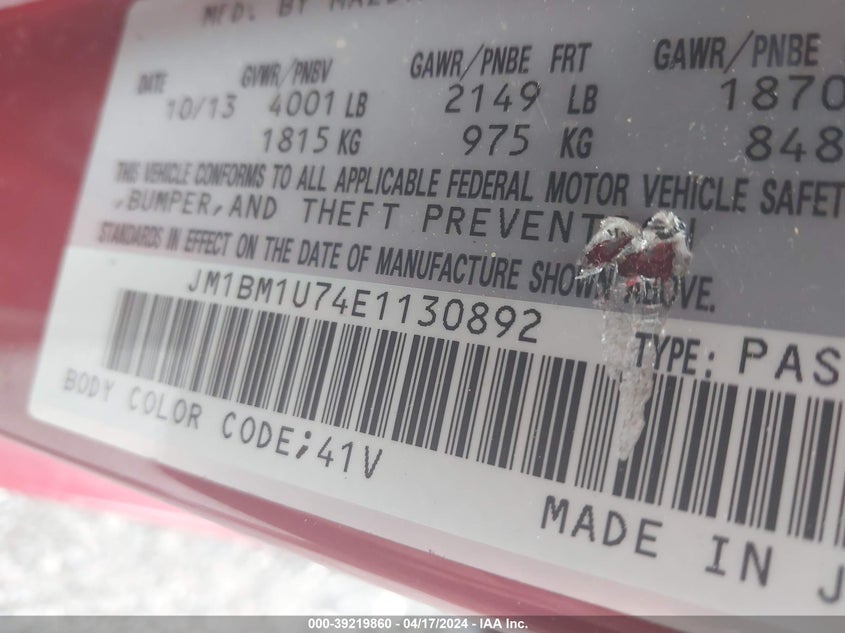 MFD. BY
DATE GVWR/PNBV GAWR/PNBE FRT GAWR/PNBE
10/13 4001 LB 2149 LB 1870
1815 KG 975 KG 848
THIS VEHICLE CONFORMS TO ALL APPLICABLE FEDERAL MOTOR VEHICLE SAFETY
,BUMPER,AND THEFT
STANDARDS IN EFFECT ON THE DATE OF MANUFACTURE SHOWN
JM1BM1U74E1130892
TYPE: PAS
BODY COLOR CODE;41V
MADE IN J
000-39219860 - 04/17/2024 - IAA Inc.